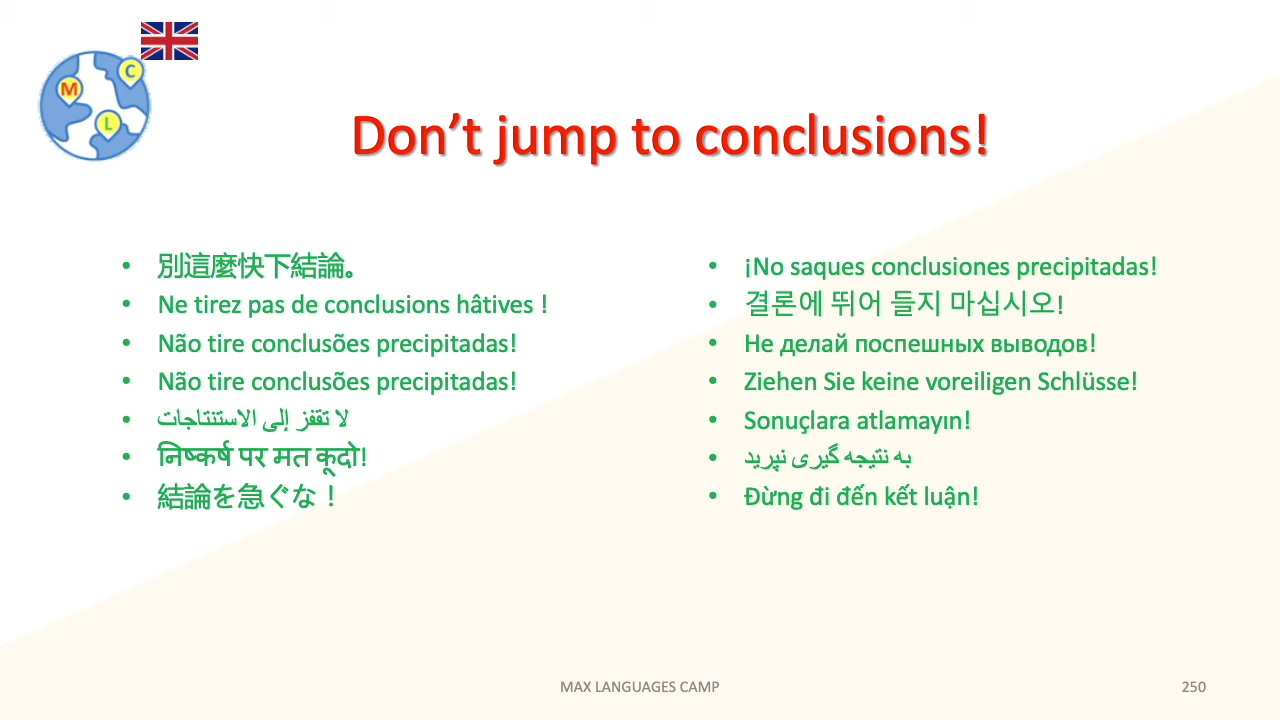 M
C
L
Don’t jump to conclusions!
• 別這麼快下結論。
• Ne tirez pas de conclusions hâtives !
• Não tire conclusões precipitadas!
• Não tire conclusões precipitadas!
• لا تقفز إلى الاستنتاجات
• निष्कर्ष पर मत कूदो!
• 結論を急ぐな！
• ¡No saques conclusiones precipitadas!
• 결론에 뛰어 들지 마십시오!
• Не делай поспешных выводов!
• Ziehen Sie keine voreiligen Schlüsse!
• Sonuçlara atlamayın!
• به نتیجه گیری نپرید
• Đừng đi đến kết luận!
MAX LANGUAGES CAMP
250